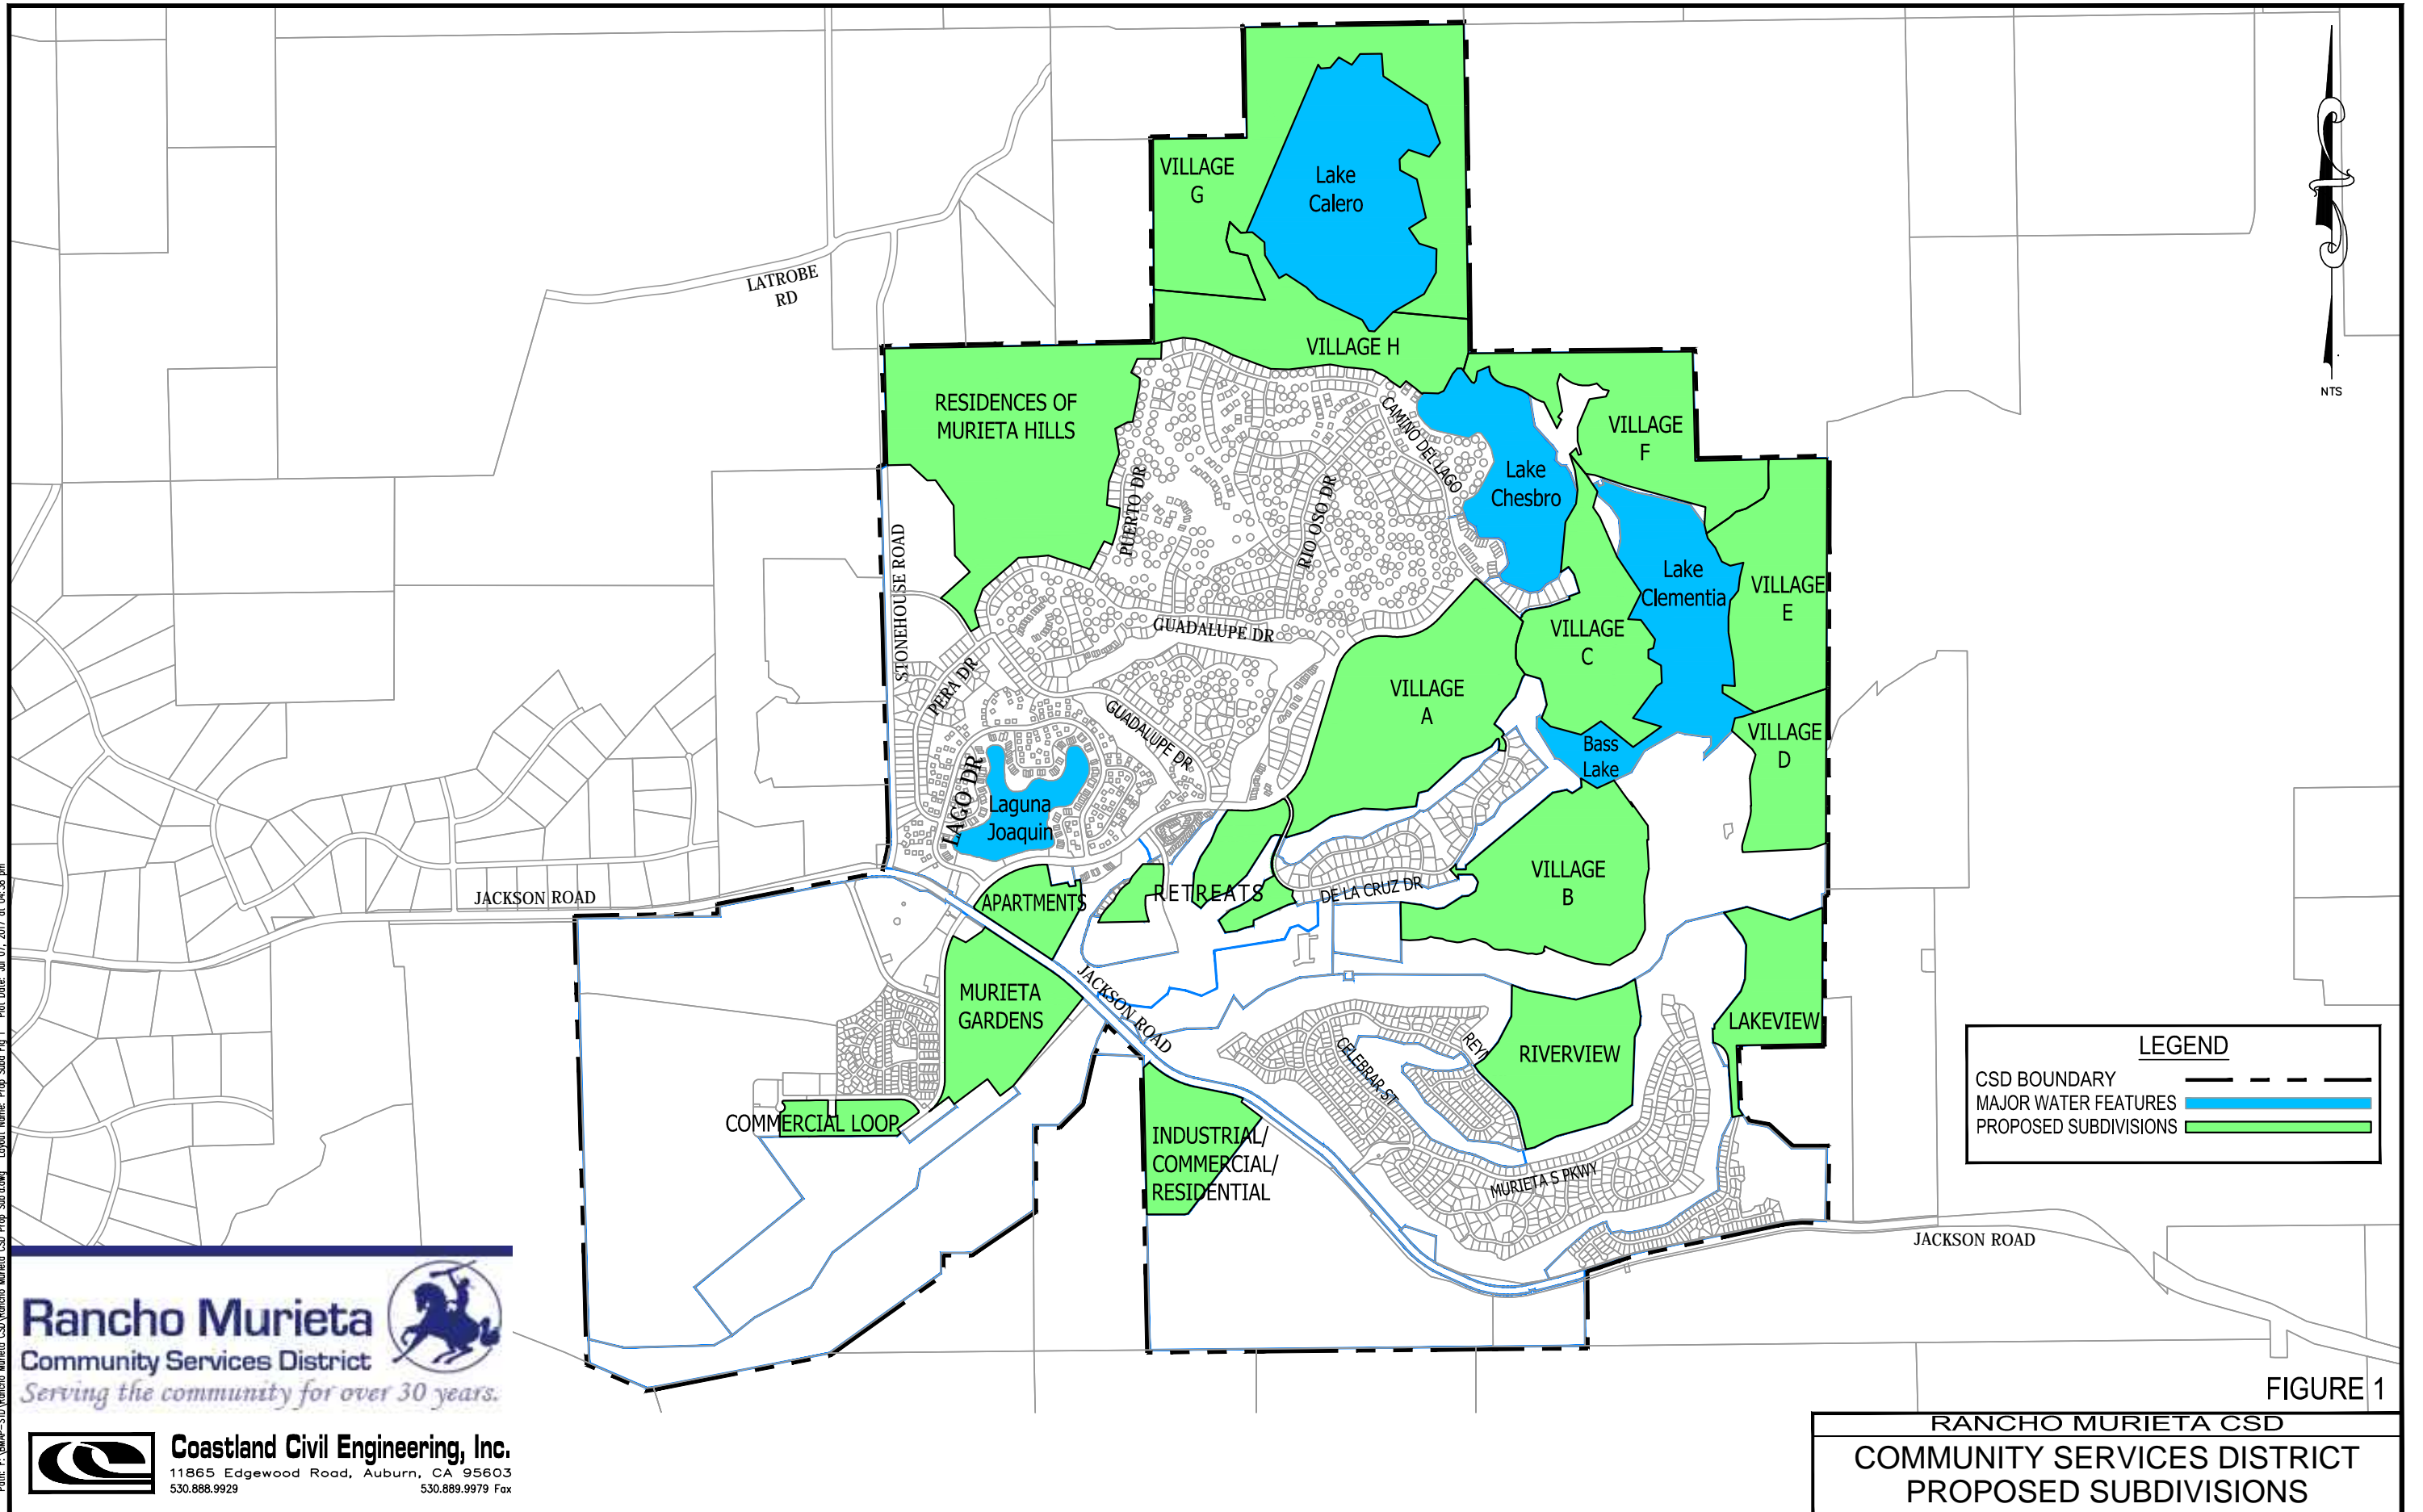 VILLAGE
G
Lake
Calero
LATROBE
RD
NTS
VILLAGE H
RESIDENCES OF
MURIETA HILLS
CAMINO DEL LAGO
VILLAGE
F
PUERTO DR
RIO OSO DR
Lake
Chesbro
STONEHOUSE ROAD
Lake
Clementia
VILLAGE
E
GUADALUPE DR
VILLAGE
C
PERA DR
VILLAGE
A
GUADALUPE DR
VILLAGE
D
Bass
Lake
LAGO DR
Laguna
Joaquin
JACKSON ROAD
APARTMENTS
RETREATS
DE LA CRUZ DR
VILLAGE
B
MURIETA
GARDENS
JACKSON ROAD
LAKEVIEW
CELEBRAR ST
RIVERVIEW
COMMERCIAL LOOP
INDUSTRIAL/
COMMERCIAL/
RESIDENTIAL
MURIETA S PKWY
JACKSON ROAD
LEGEND
CSD BOUNDARY
MAJOR WATER FEATURES
PROPOSED SUBDIVISIONS
Rancho Murieta
Community Services District
Serving the community for over 30 years.
Coastland Civil Engineering, Inc.
11865 Edgewood Road, Auburn, CA 95603
530.888.9929 530.889.9979 Fax
FIGURE 1
RANCHO MURIETA CSD
COMMUNITY SERVICES DISTRICT
PROPOSED SUBDIVISIONS